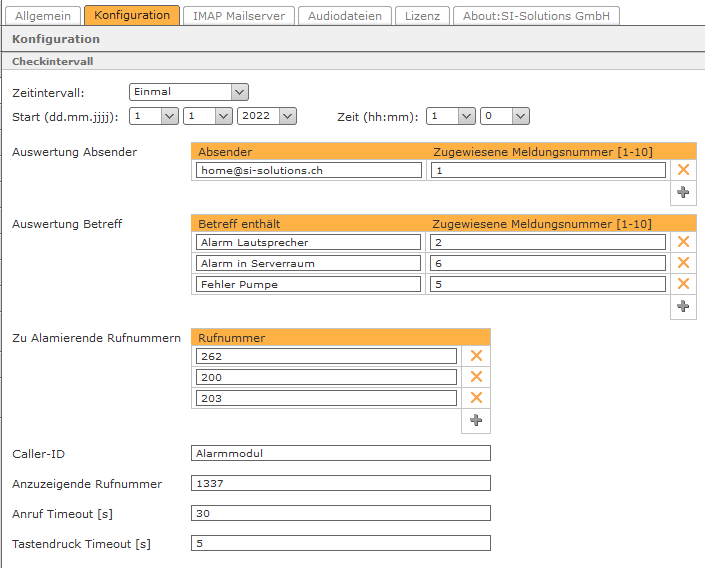 Allgemein Konfiguration IMAP Mailserver Audiodateien Lizenz About:SI-Solutions GmbH
Konfiguration
Checkintervall
Zeitintervall: Einmal
Start (dd.mm.jjjj): 1 1 2022 Zeit (hh:mm): 1 0
Auswertung Absender Absender Zugewiesene Meldungsnummer [1-10]
home@si-solutions.ch 1
Auswertung Betreff Betreff enthält Zugewiesene Meldungsnummer [1-10]
Alarm Lautsprecher 2
Alarm in Serverraum 6
Fehler Pumpe 5
Zu Alamierende Rufnummern Rufnummer
262
200
203
Caller-ID Alarmmodul
Anzuzeigende Rufnummer 1337
Anruf Timeout [s] 30
Tastendruck Timeout [s] 5